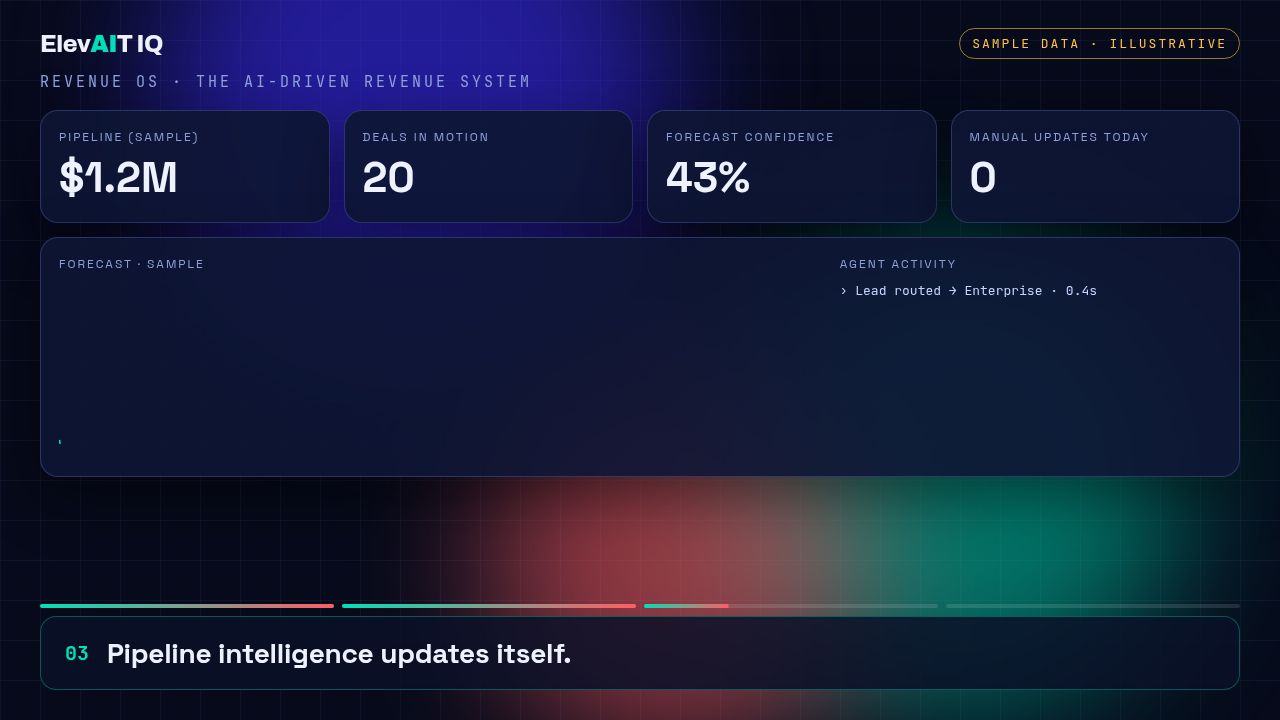 ElevAIT IQ
SAMPLE DATA · ILLUSTRATIVE
REVENUE OS · THE AI-DRIVEN REVENUE SYSTEM
PIPELINE (SAMPLE)
$1.2M
DEALS IN MOTION
20
FORECAST CONFIDENCE
43%
MANUAL UPDATES TODAY
0
FORECAST · SAMPLE
AGENT ACTIVITY
› Lead routed → Enterprise · 0.4s
03 Pipeline intelligence updates itself.